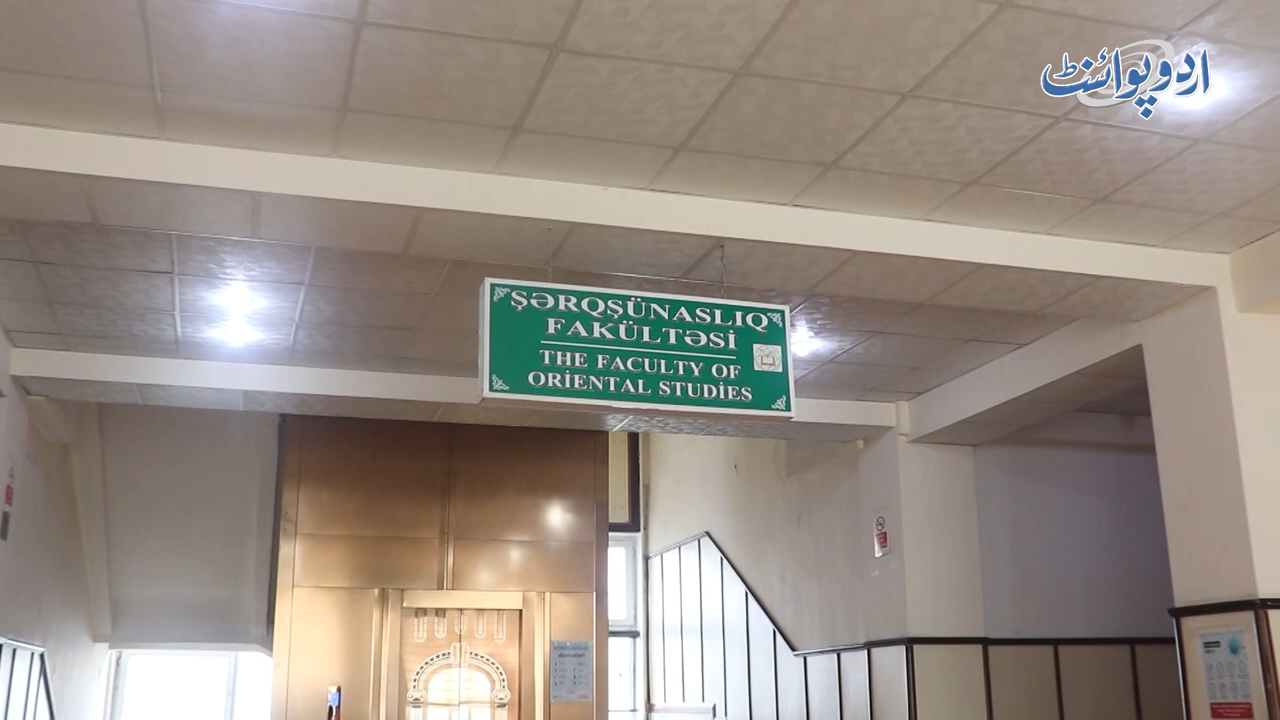 اردو پوائنٹ
ŞƏRQŞÜNASLIQ
FAKÜLTƏSİ
THE FACULTY OF
ORİENTAL STUDİES